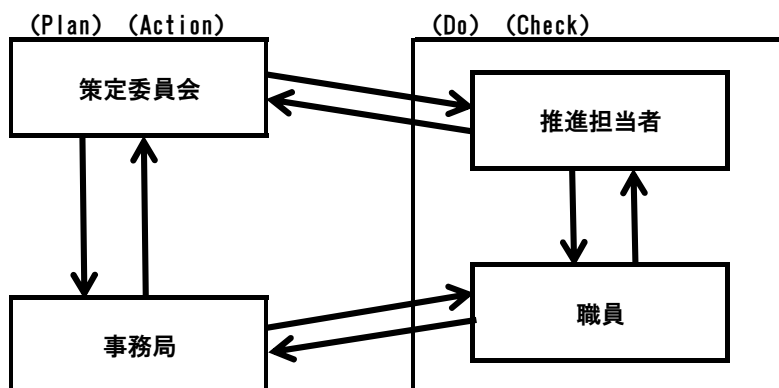 (Plan) (Action)
(Do) (Check)
策定委員会
推進担当者
職員
事務局